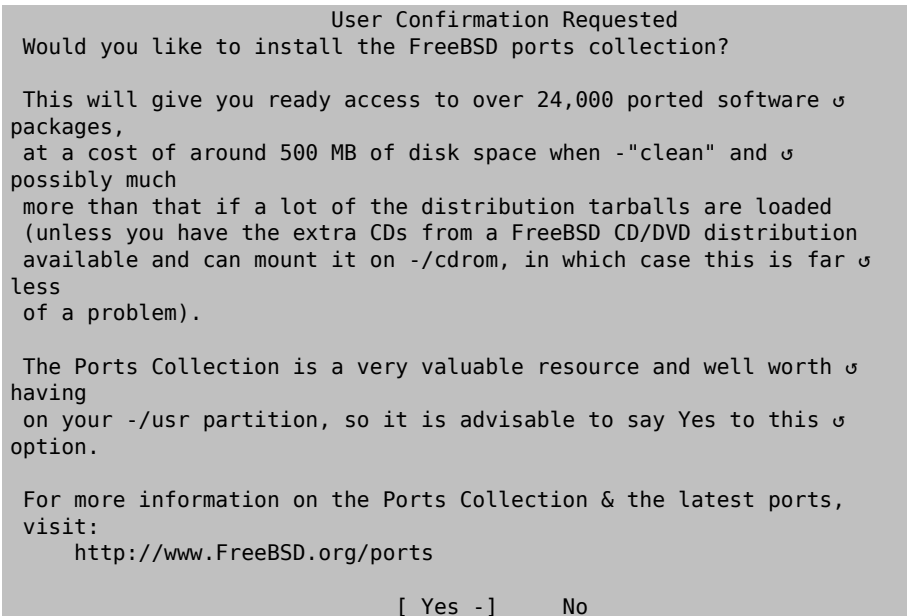 User Confirmation Requested
Would you like to install the FreeBSD ports collection?
This will give you ready access to over 24,000 ported software ↺
packages,
at a cost of around 500 MB of disk space when -"clean" and ↺
possibly much
more than that if a lot of the distribution tarballs are loaded
(unless you have the extra CDs from a FreeBSD CD/DVD distribution
available and can mount it on -/cdrom, in which case this is far ↺
less
of a problem).
The Ports Collection is a very valuable resource and well worth ↺
having
on your -/usr partition, so it is advisable to say Yes to this ↺
option.
For more information on the Ports Collection & the latest ports,
visit:
http://www.FreeBSD.org/ports
[ Yes -] No